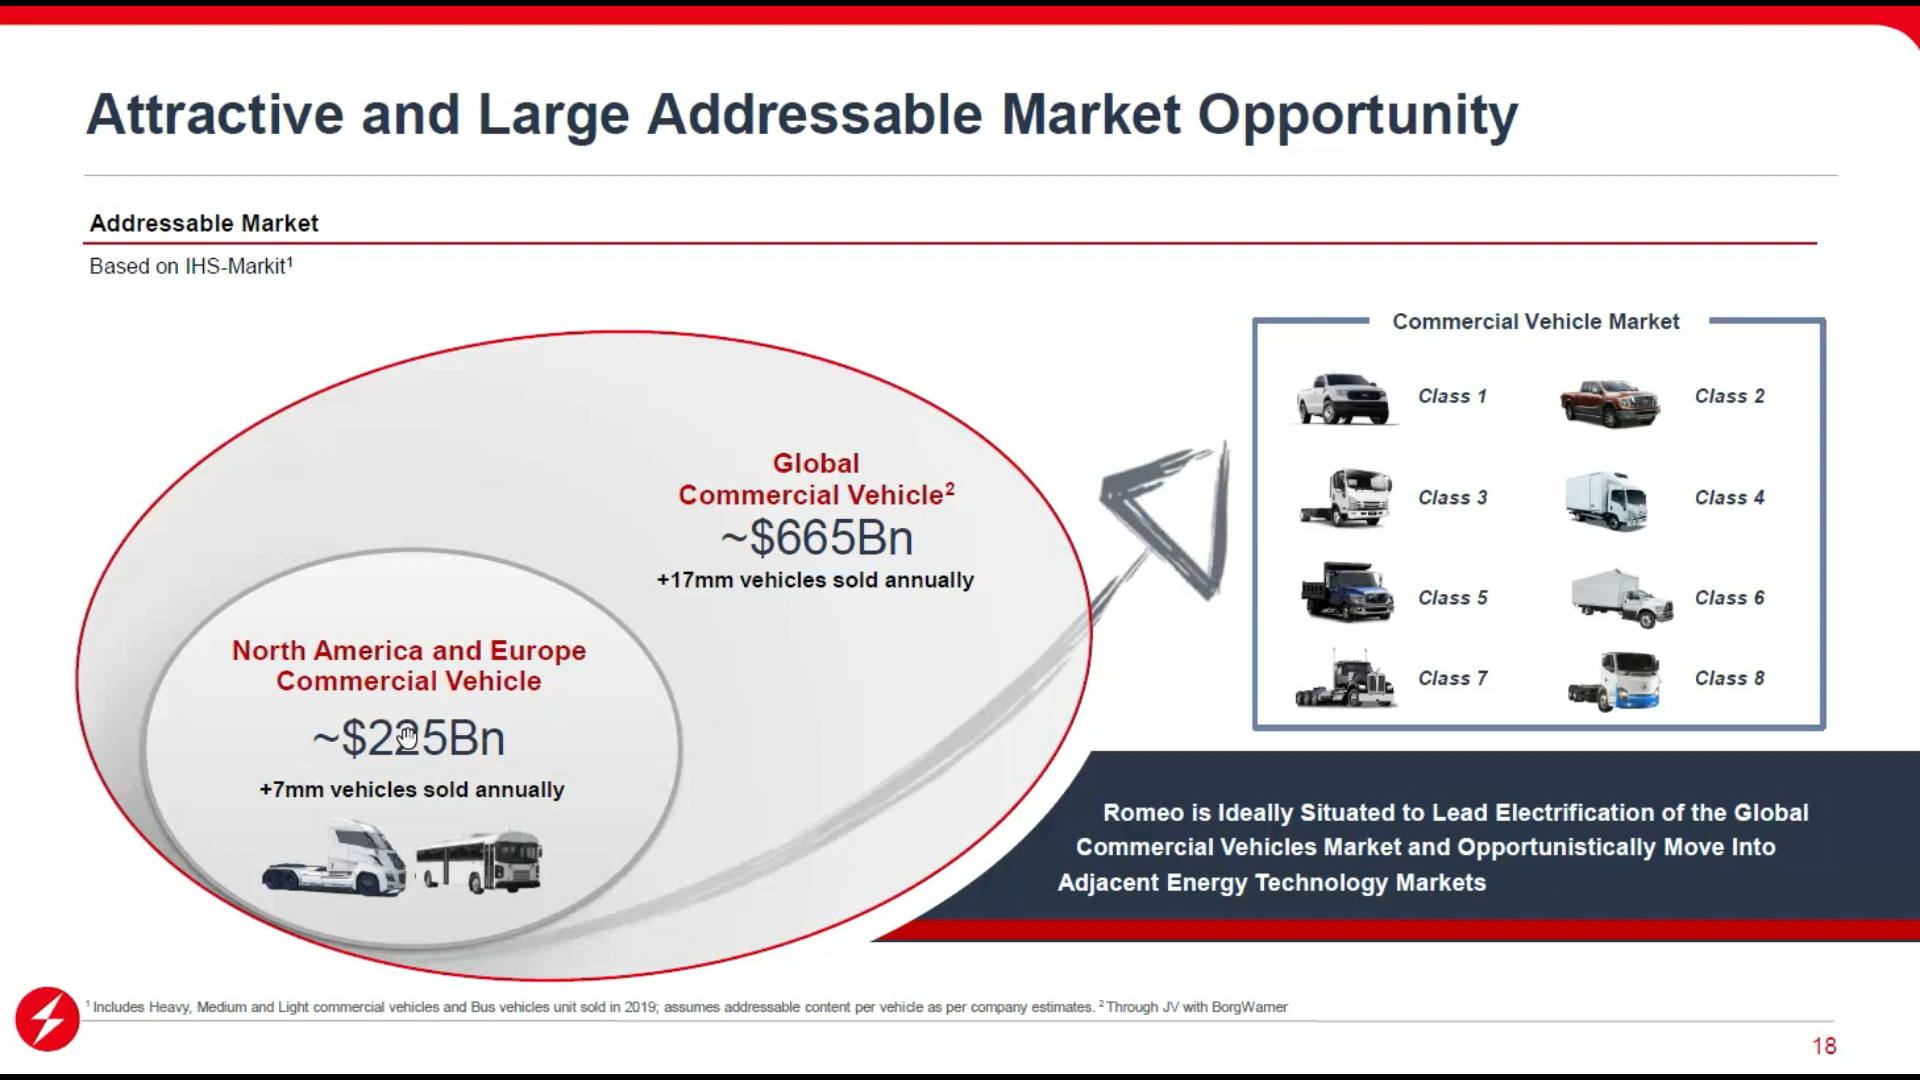 Attractive and Large Addressable Market Opportunity
Addressable Market
Based on IHS-Markit¹
Global
Commercial Vehicle²
~$665Bn
+17mm vehicles sold annually
North America and Europe
Commercial Vehicle
~$225Bn
+7mm vehicles sold annually
Commercial Vehicle Market
Class 1
Class 2
Class 3
Class 4
Class 5
Class 6
Class 7
Class 8
Romeo is Ideally Situated to Lead Electrification of the Global
Commercial Vehicles Market and Opportunistically Move Into
Adjacent Energy Technology Markets
¹ Includes Heavy, Medium and Light commercial vehicles and Bus vehicles unit sold in 2019; assumes addressable content per vehicle as per company estimates. ² Through JV with BorgWarner
18